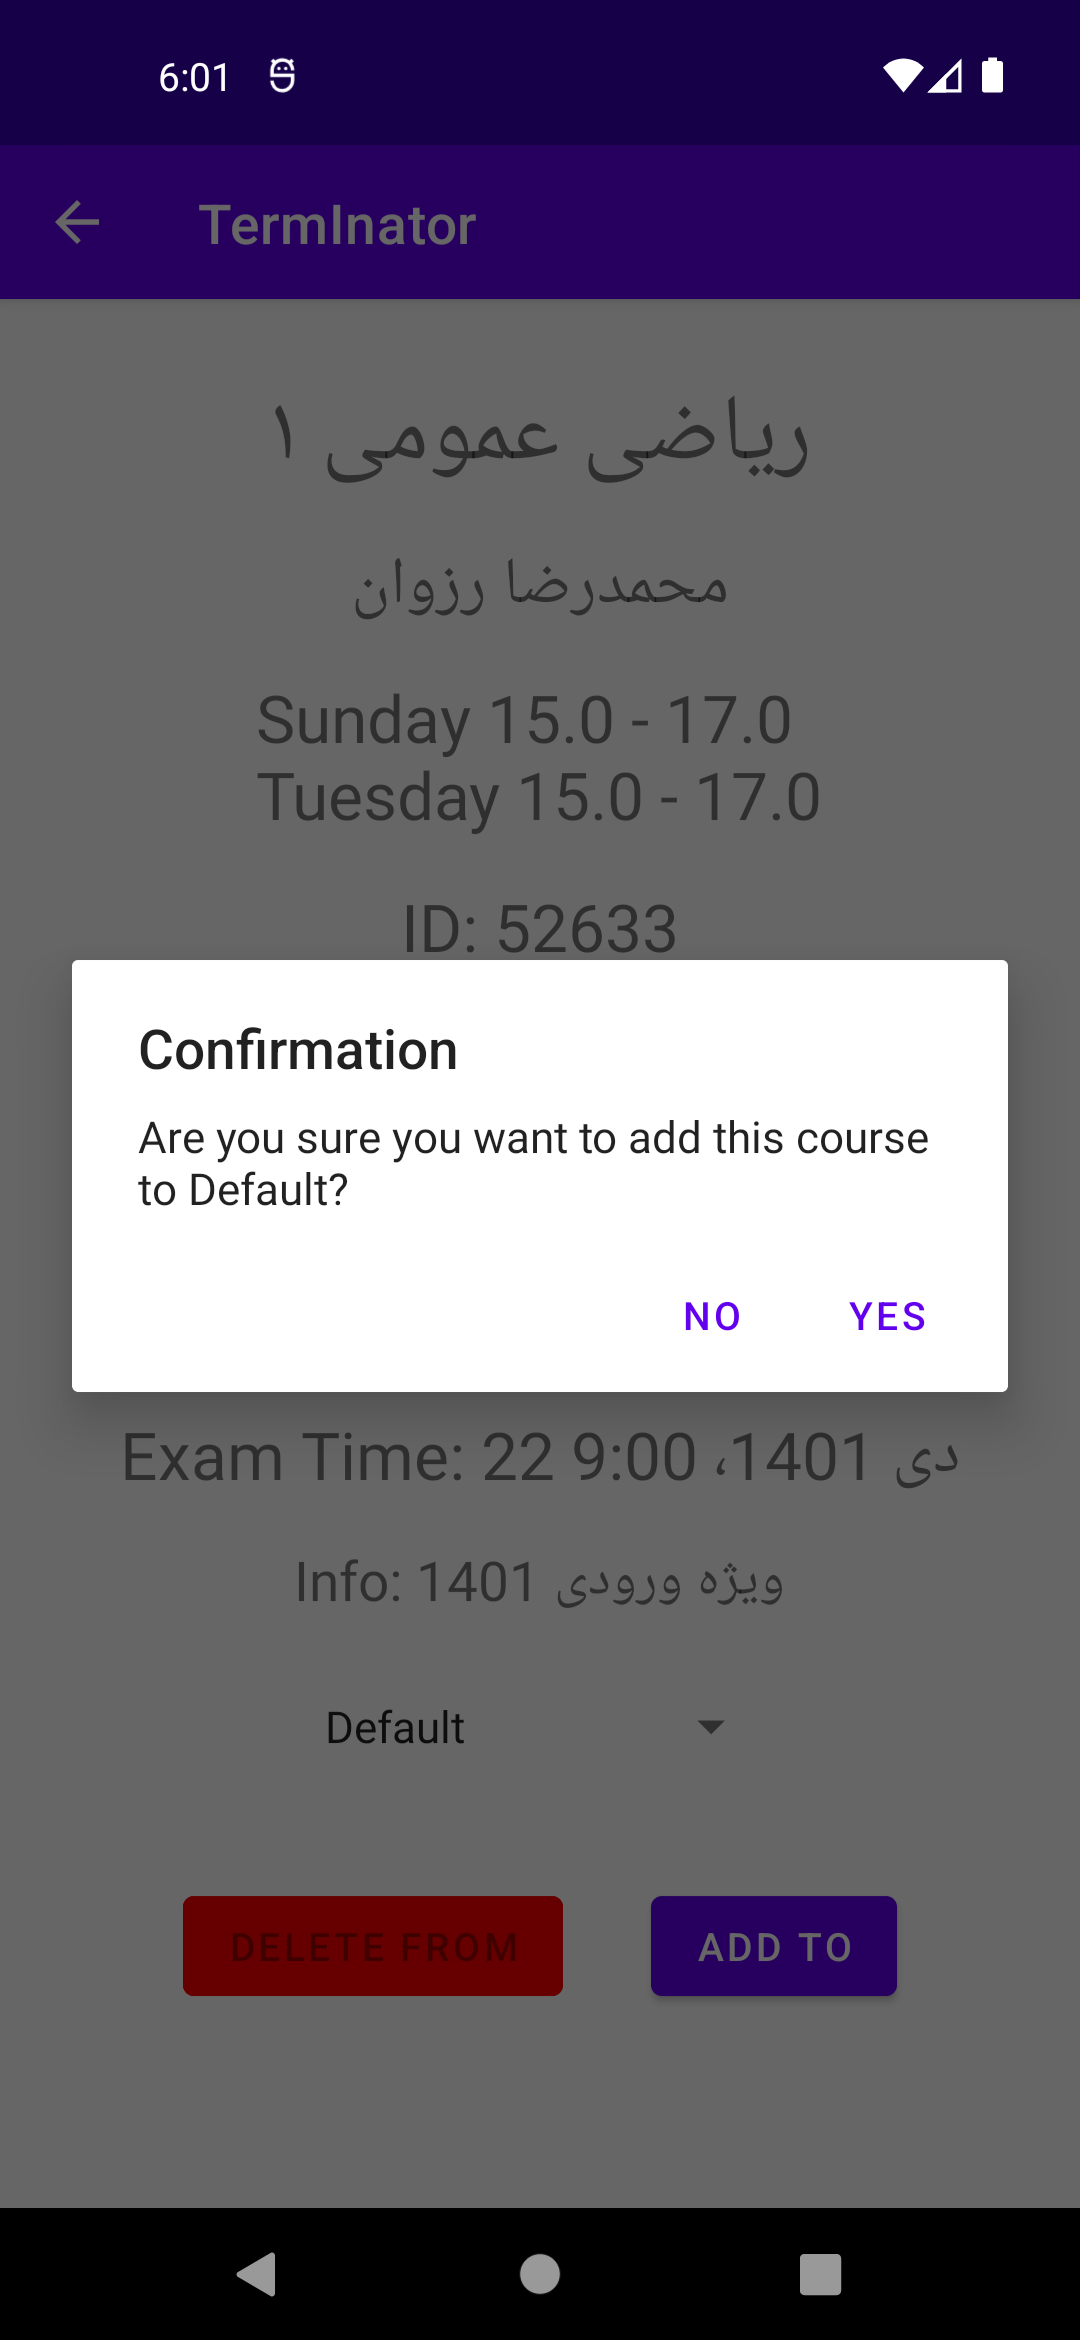 6:01
TermInator
ریاضی عمومی ۱
محمدرضا رزوان
Sunday 15.0 - 17.0
Tuesday 15.0 - 17.0
ID: 52633
Confirmation
Are you sure you want to add this course
to Default?
NO YES
Exam Time: 22 دی 1401، 9:00
Info: ویژه ورودی 1401
Default
DELETE FROM ADD TO